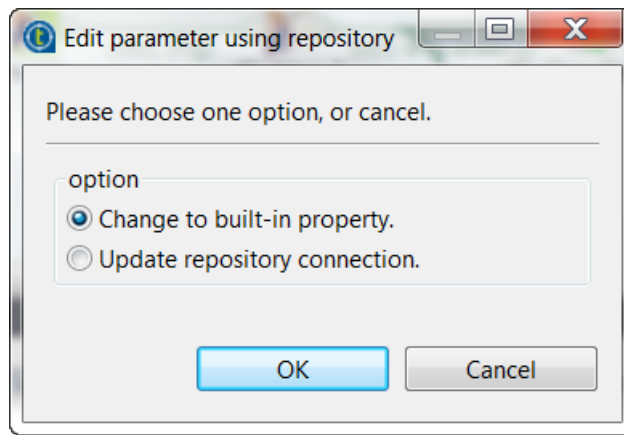 Edit parameter using repository
Please choose one option, or cancel.
option
Change to built-in property.
Update repository connection.
OK
Cancel